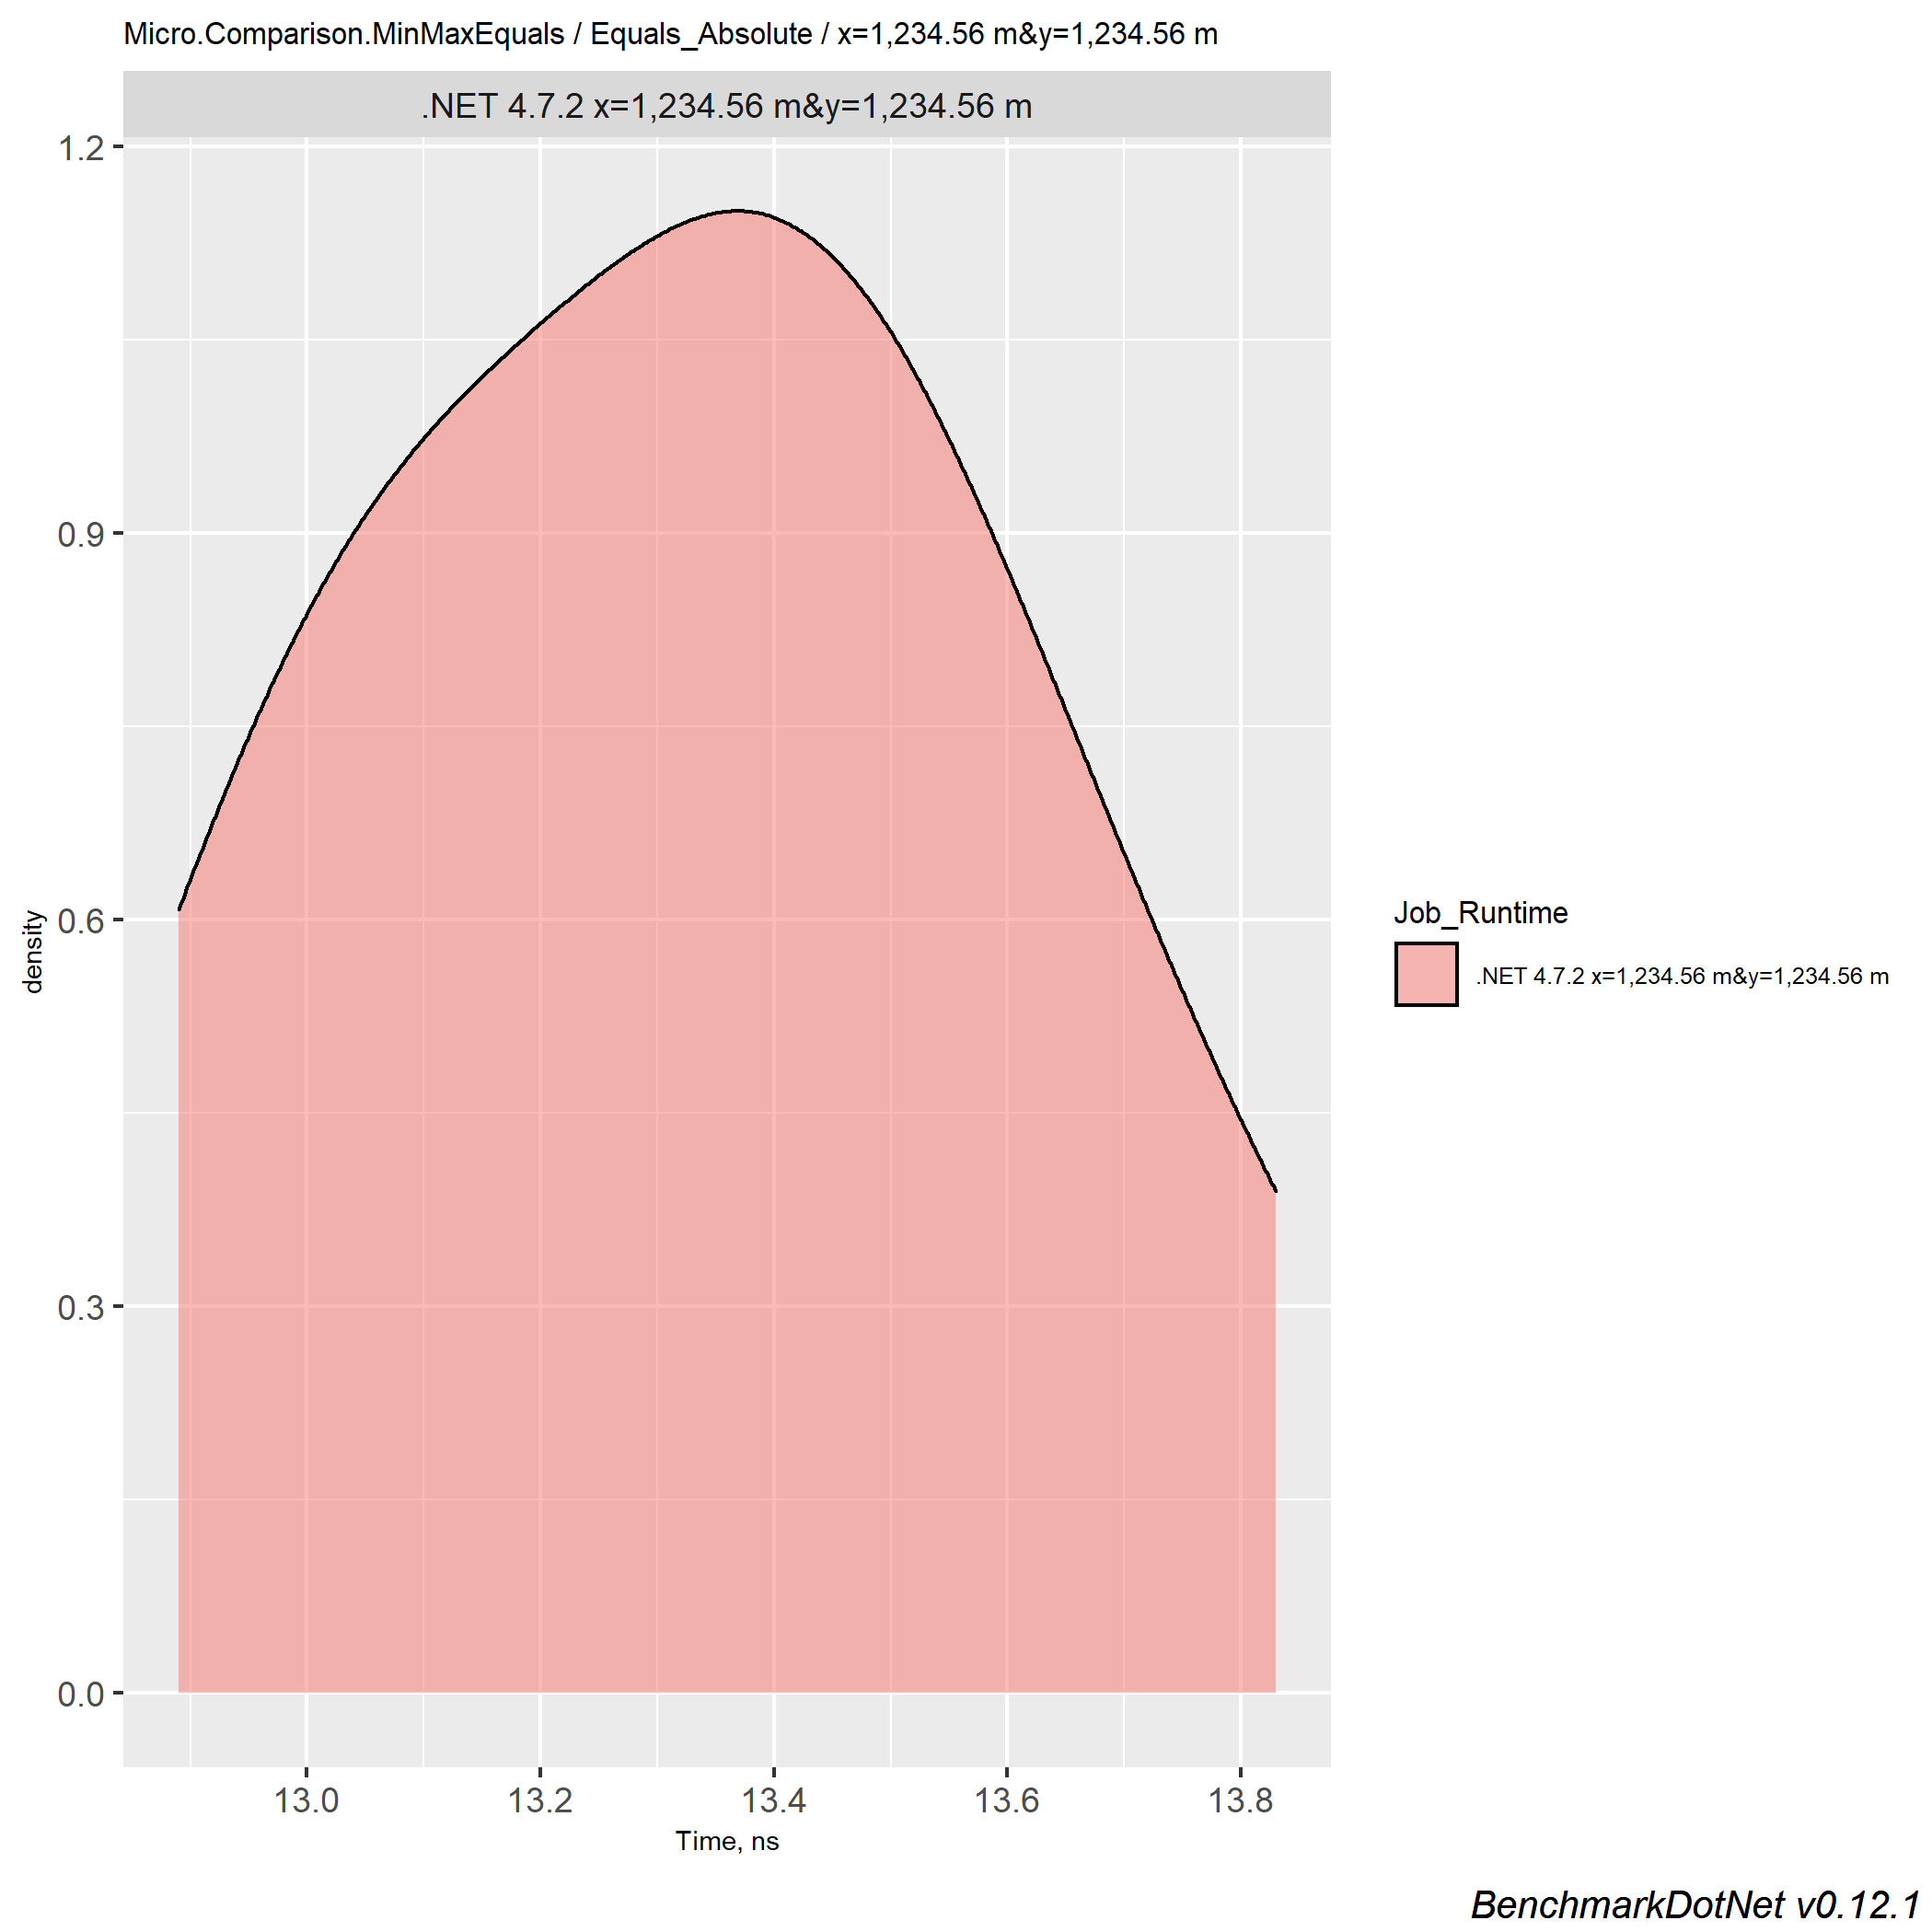 Micro.Comparison.MinMaxEquals / Equals_Absolute / x=1,234.56 m&y=1,234.56 m
.NET 4.7.2 x=1,234.56 m&y=1,234.56 m
1.2
0.9
0.6
0.3
0.0
density
13.0 13.2 13.4 13.6 13.8
Time, ns
Job_Runtime
.NET 4.7.2 x=1,234.56 m&y=1,234.56 m
BenchmarkDotNet v0.12.1